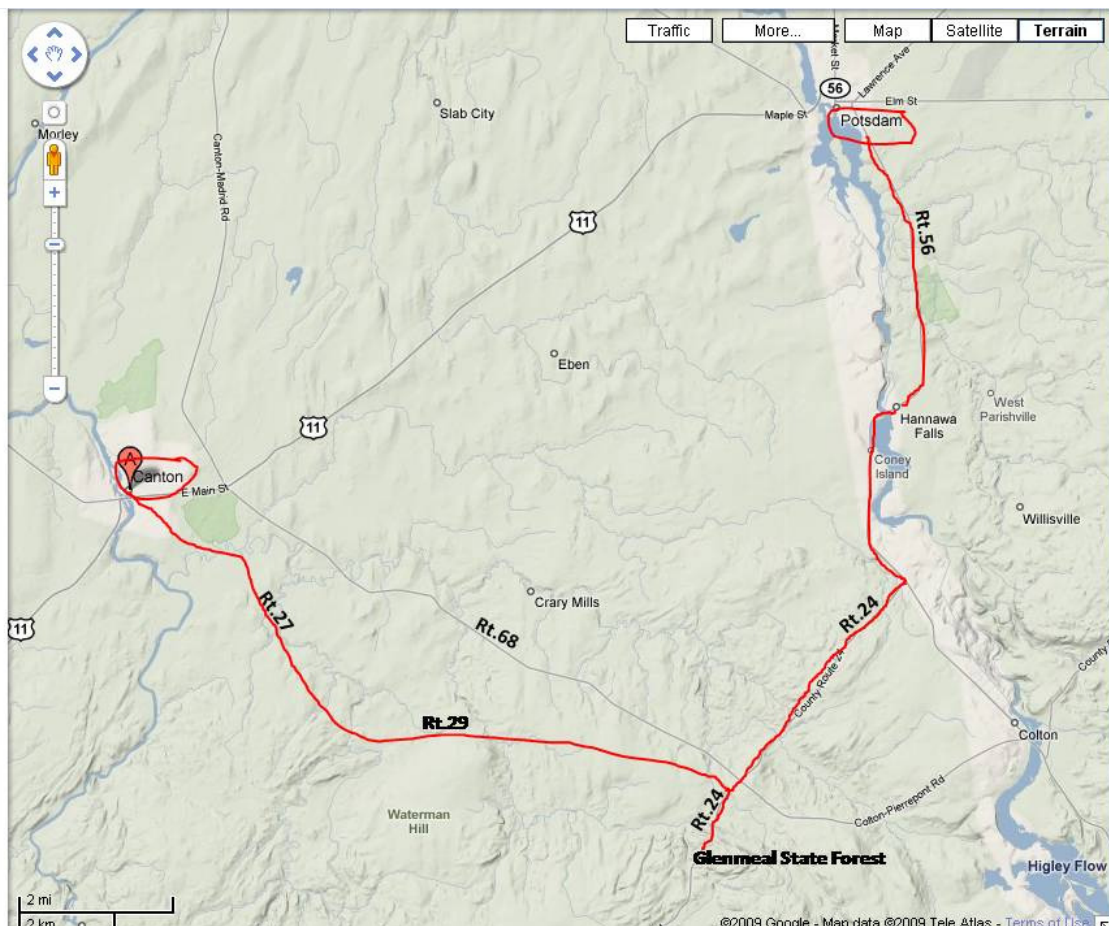 Traffic
More...
Map
Satellite
Terrain
Market St
Lawrence Ave
56
Elm St
Maple St
Potsdam
Slab City
Morley
Canton-Madrid Rd
11
Rt.56
Eben
West
Parishville
Hannawa
Falls
11
Coney
Island
A
Canton
E Main St
Willisville
Crary Mills
Rt.27
Rt.24
11
Rt.68
County Route 24
Rt.29
Colton
Rt.24
Colton-Pierrepont Rd
Waterman
Hill
Glenmeal State Forest
Higley Flow
2 mi
2 km
©2009 Google - Map data ©2009 Tele Atlas - Terms of Use